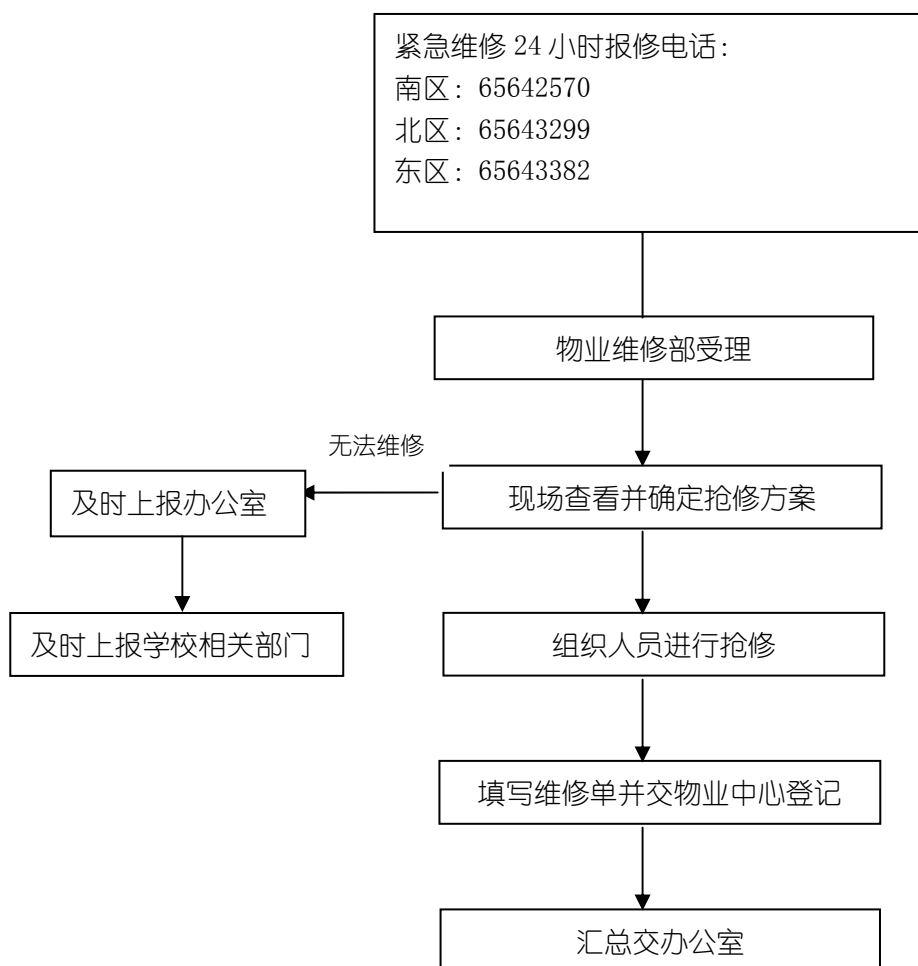 紧急维修 24 小时报修电话：
南区：65642570
北区：65643299
东区：65643382
物业维修部受理
无法维修
及时上报办公室
现场查看并确定抢修方案
及时上报学校相关部门
组织人员进行抢修
填写维修单并交物业中心登记
汇总交办公室